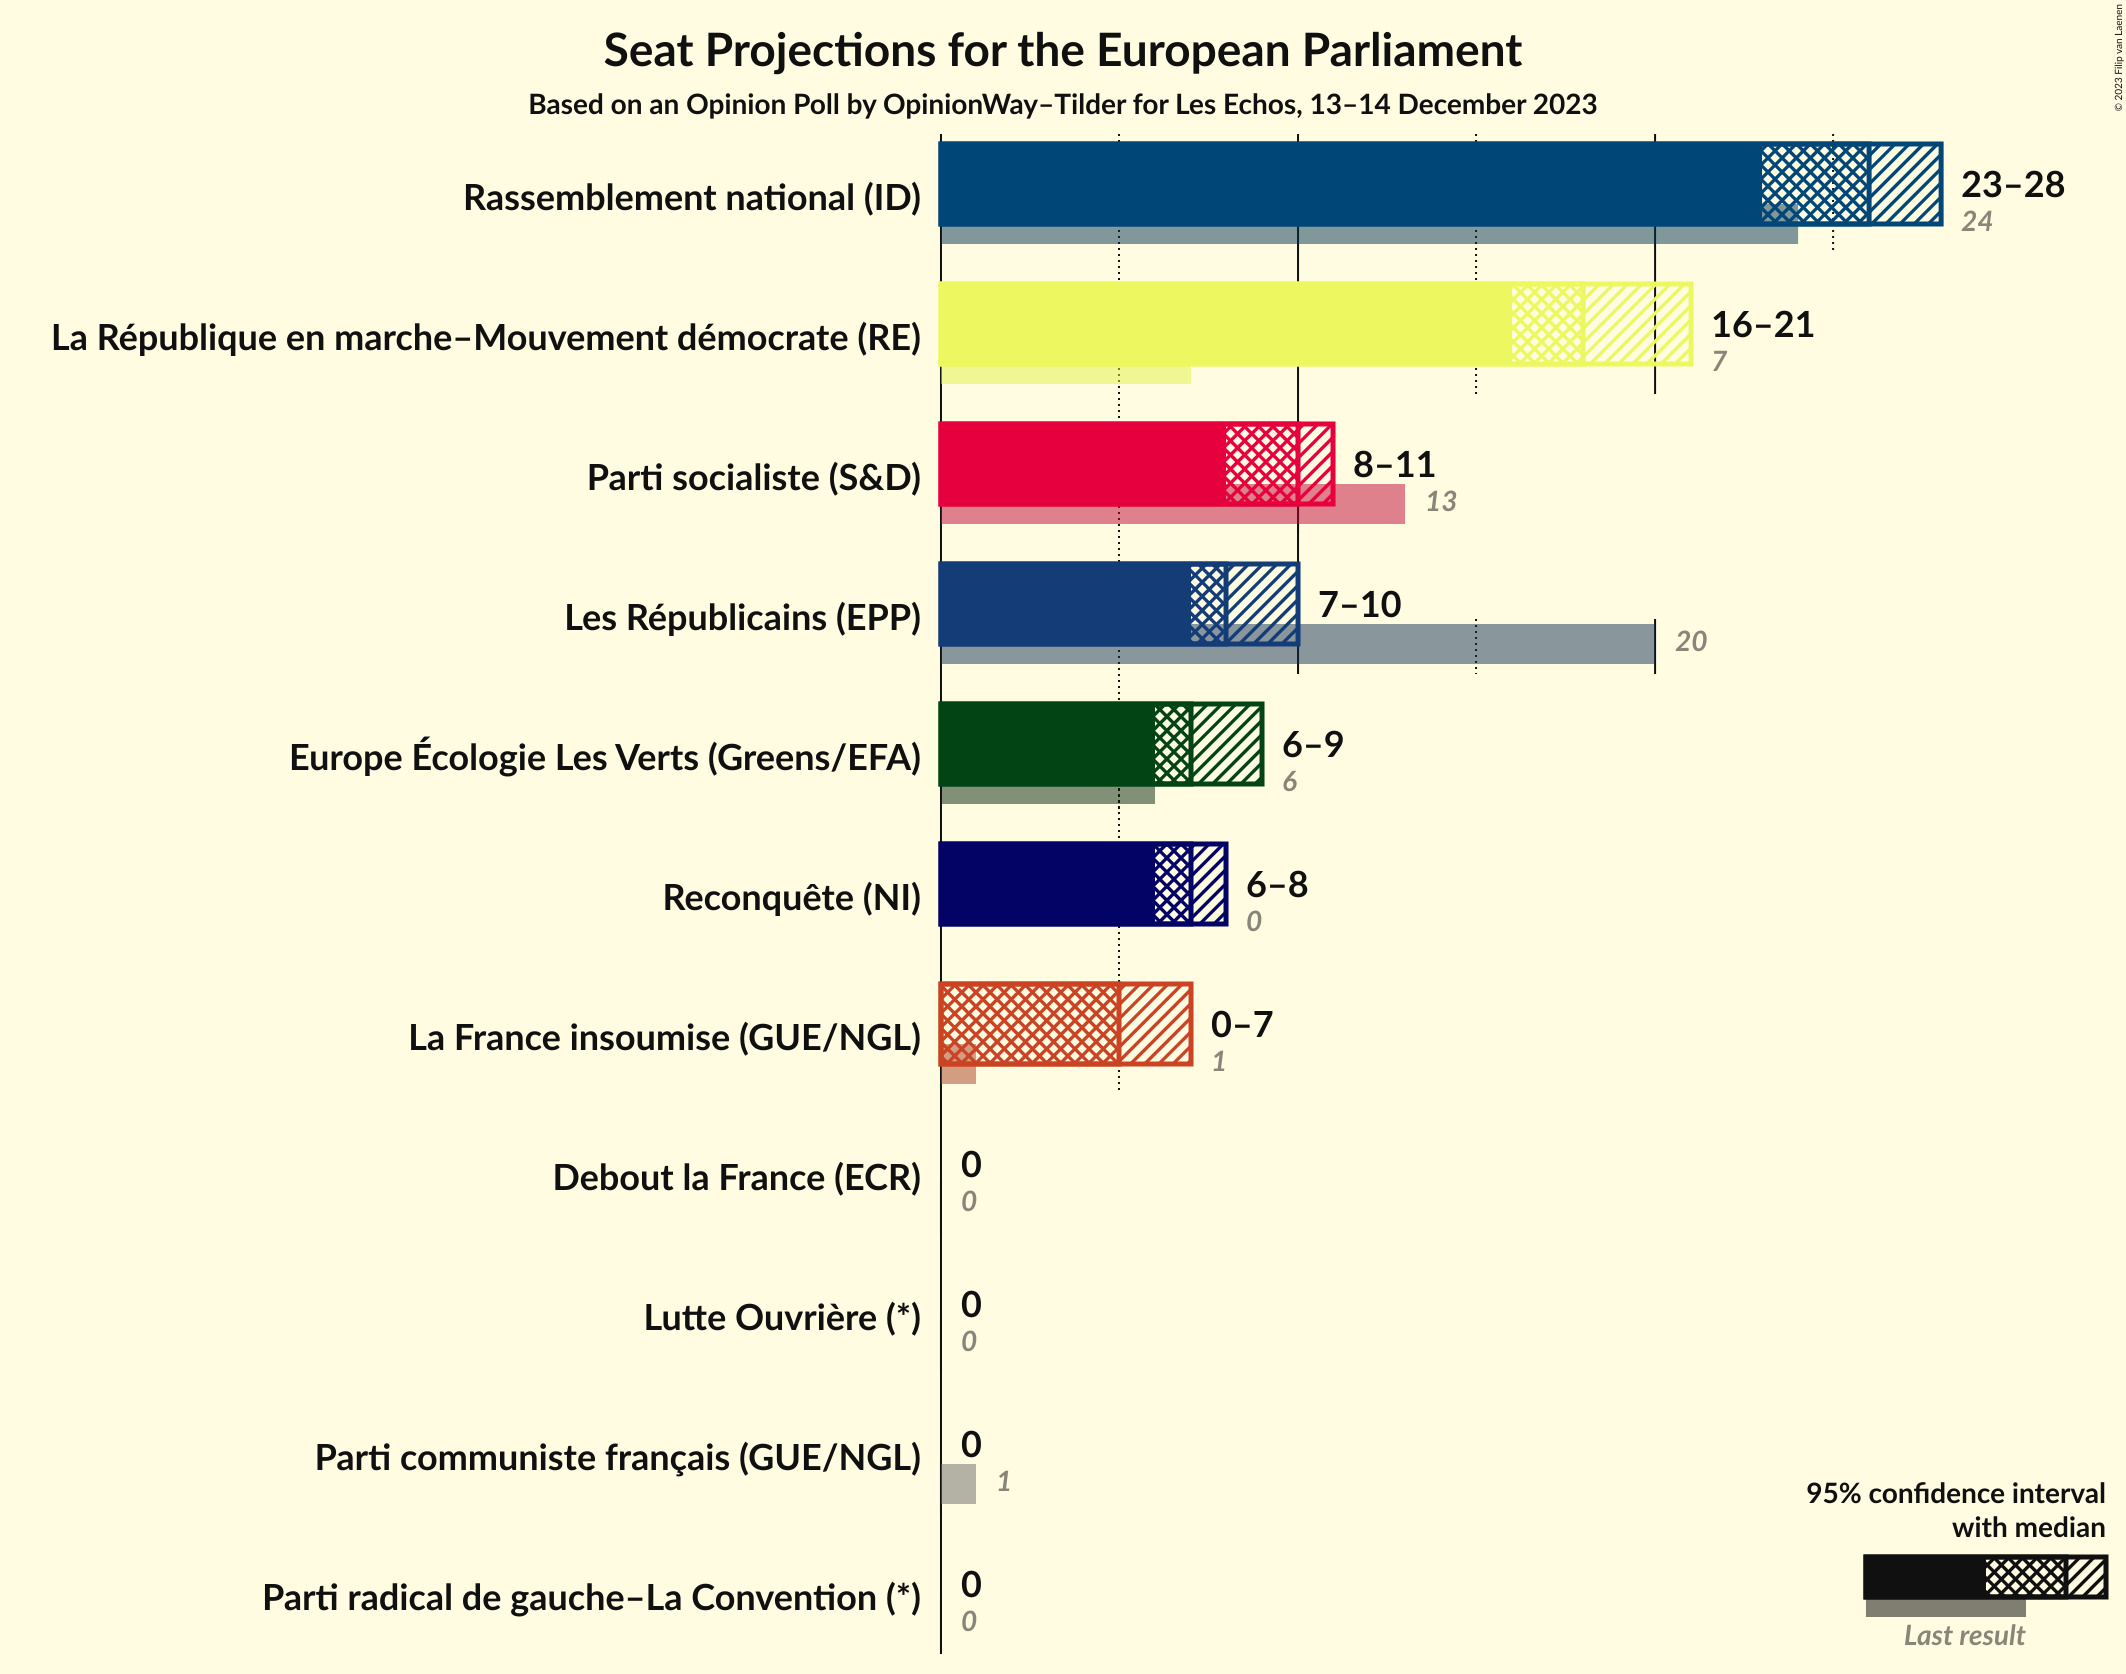 Seat Projections for the European Parliament
Based on an Opinion Poll by OpinionWay–Tilder for Les Echos, 13–14 December 2023
© 2023 Filip van Laenen
Rassemblement national (ID)
23–28
24
La République en marche–Mouvement démocrate (RE)
16–21
7
Parti socialiste (S&D)
8–11
13
Les Républicains (EPP)
7–10
20
Europe Écologie Les Verts (Greens/EFA)
6–9
6
Reconquête (NI)
6–8
0
La France insoumise (GUE/NGL)
0–7
1
Debout la France (ECR)
0
0
Lutte Ouvrière (*)
0
0
Parti communiste français (GUE/NGL)
0
1
Parti radical de gauche–La Convention (*)
0
0
95% confidence interval
with median
Last result